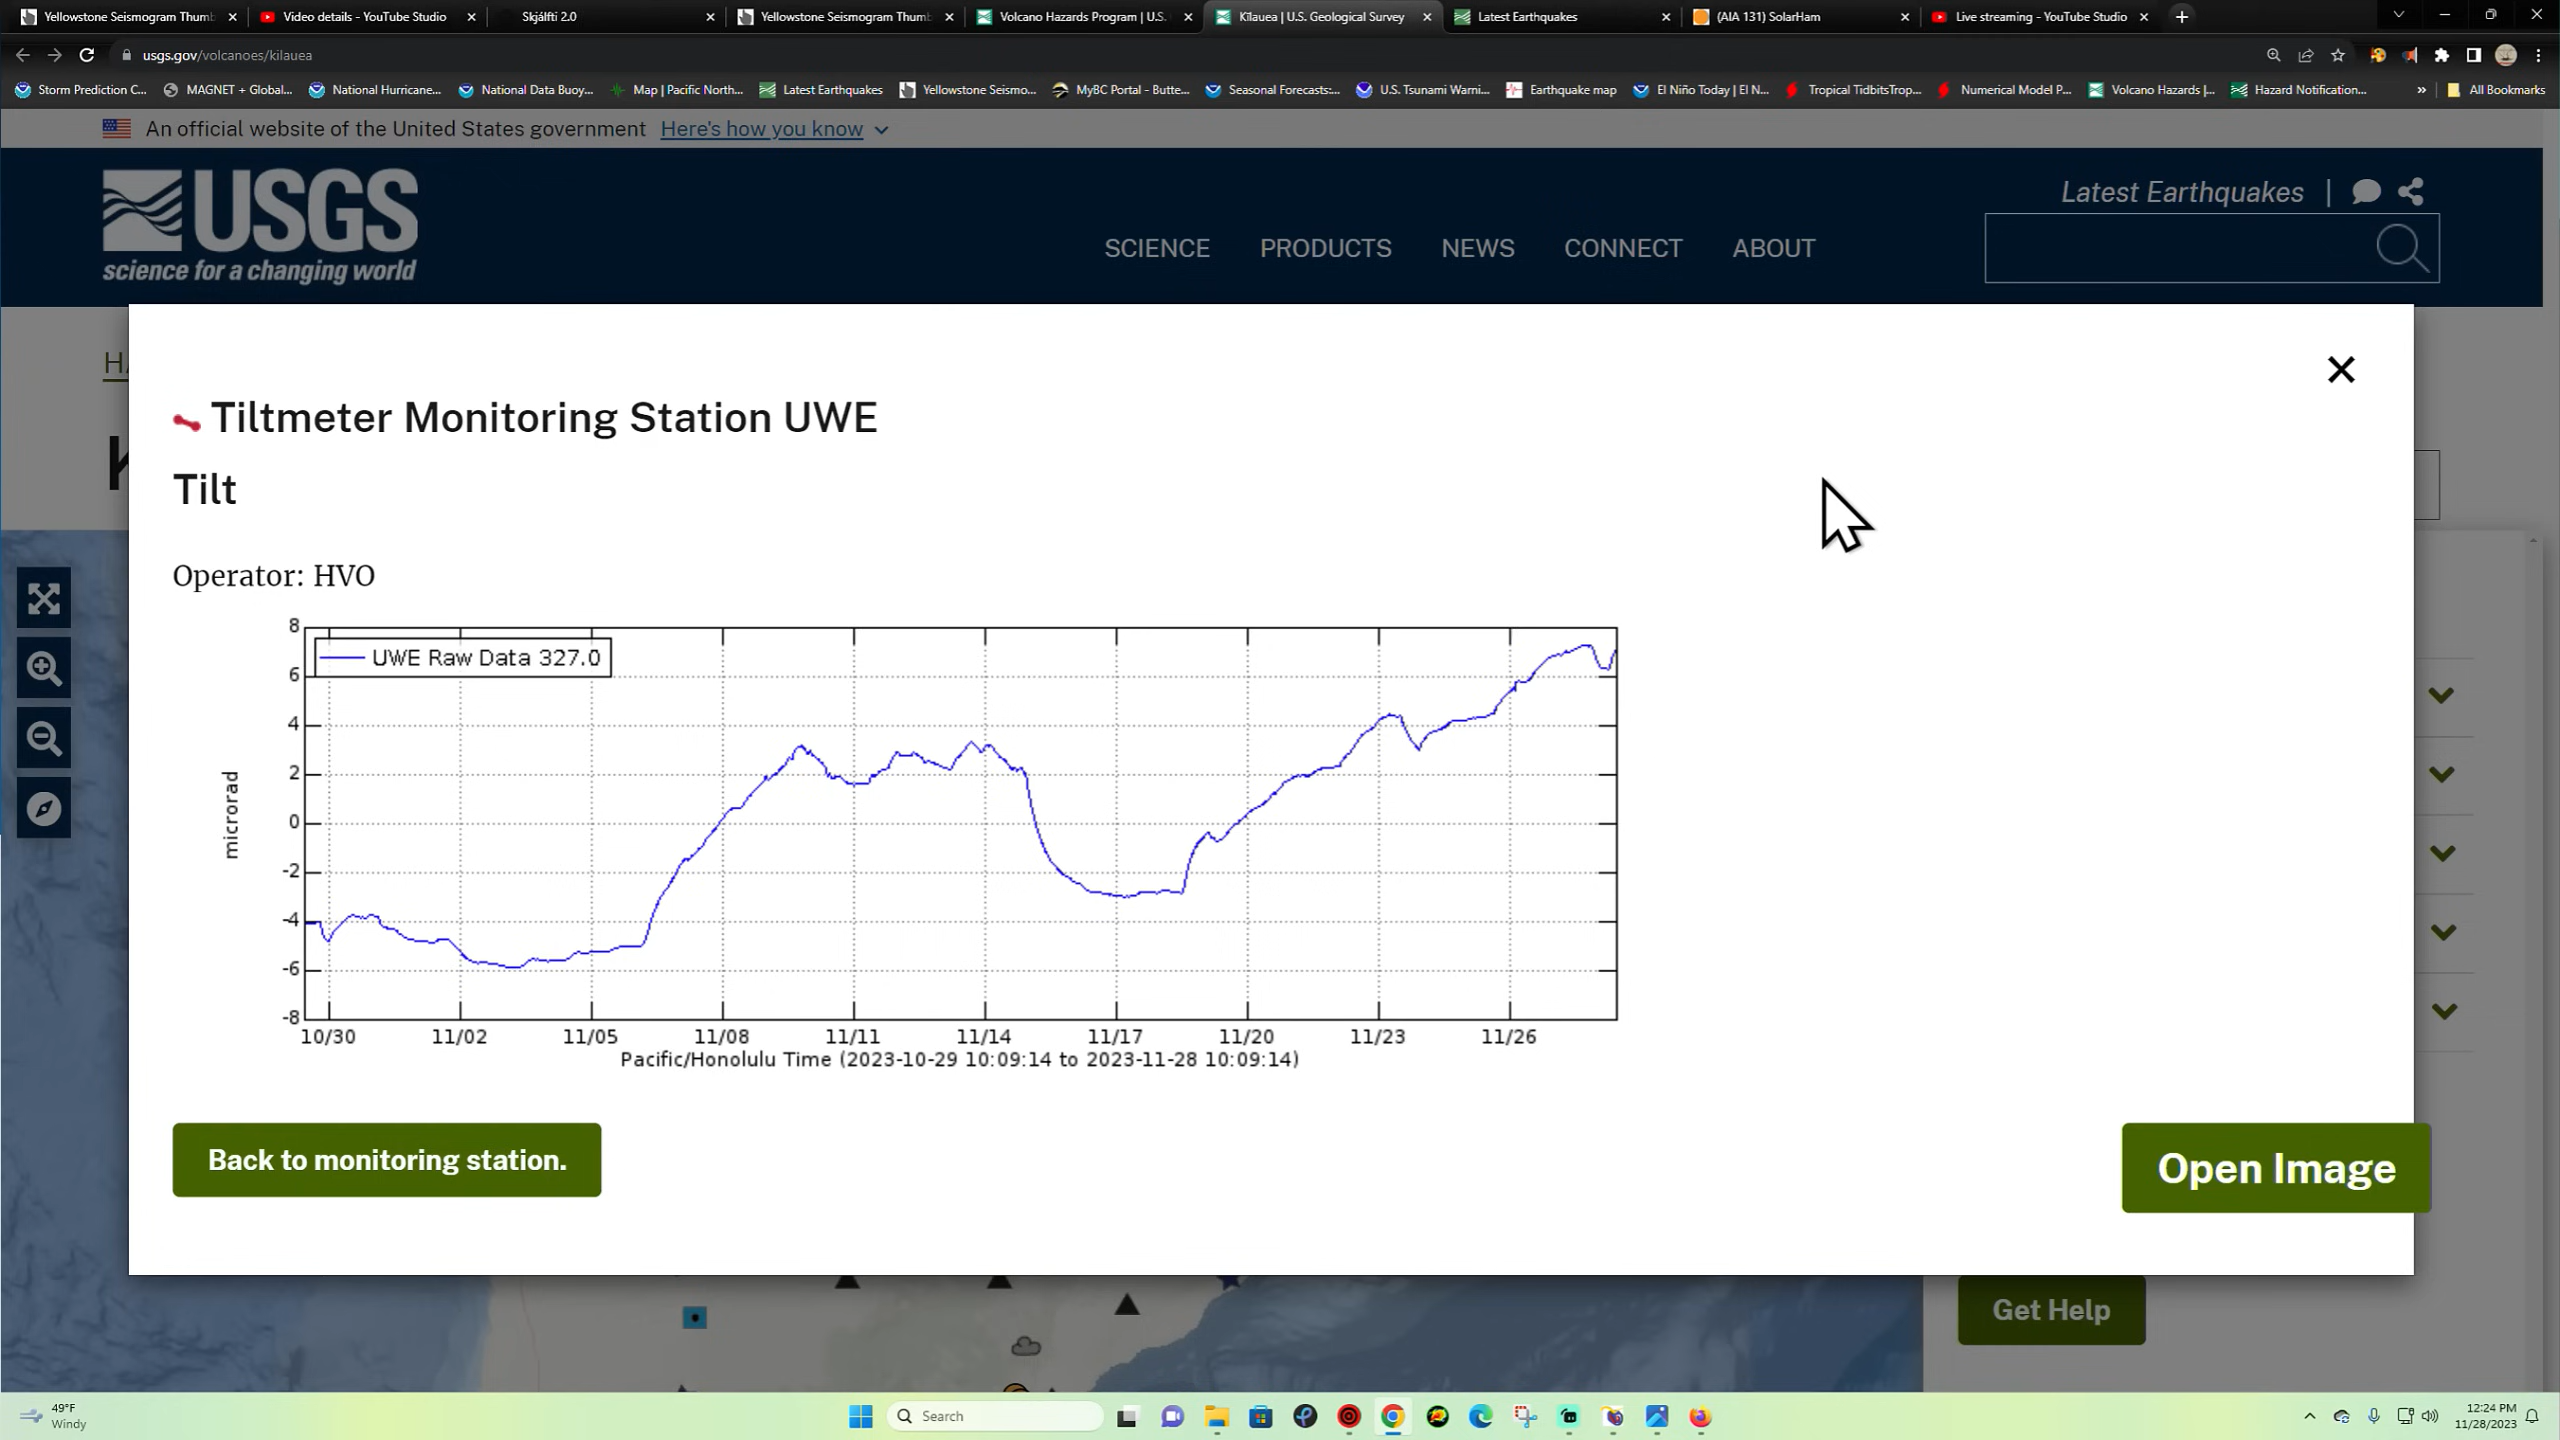 Yellowstone Seismogram Thumb
Video details - YouTube Studio
Skjálfti 2.0
Yellowstone Seismogram Thumb
Volcano Hazards Program | U.S.
Kīlauea | U.S. Geological Survey
Latest Earthquakes
(AIA 131) SolarHam
Live streaming - YouTube Studio
usgs.gov/volcanoes/kilauea
Storm Prediction C...
MAGNET + Global...
National Hurricane...
National Data Buoy...
Map | Pacific North...
Latest Earthquakes
Yellowstone Seismo...
MyBC Portal - Butte...
Seasonal Forecasts:...
U.S. Tsunami Warni...
Earthquake map
El Niño Today | El N...
Tropical TidbitsTrop...
Numerical Model P...
Volcano Hazards |...
Hazard Notification...
All Bookmarks
An official website of the United States government Here's how you know
USGS
science for a changing world
Latest Earthquakes |
SCIENCE PRODUCTS NEWS CONNECT ABOUT
Tiltmeter Monitoring Station UWE
Tilt
Operator: HVO
UWE Raw Data 327.0
8
6
4
2
0
-2
-4
-6
-8
microrad
10/30 11/02 11/05 11/08 11/11 11/14 11/17 11/20 11/23 11/26
Pacific/Honolulu Time (2023-10-29 10:09:14 to 2023-11-28 10:09:14)
Back to monitoring station.
Open Image
Get Help
49°F
Windy
Search
12:24 PM
11/28/2023